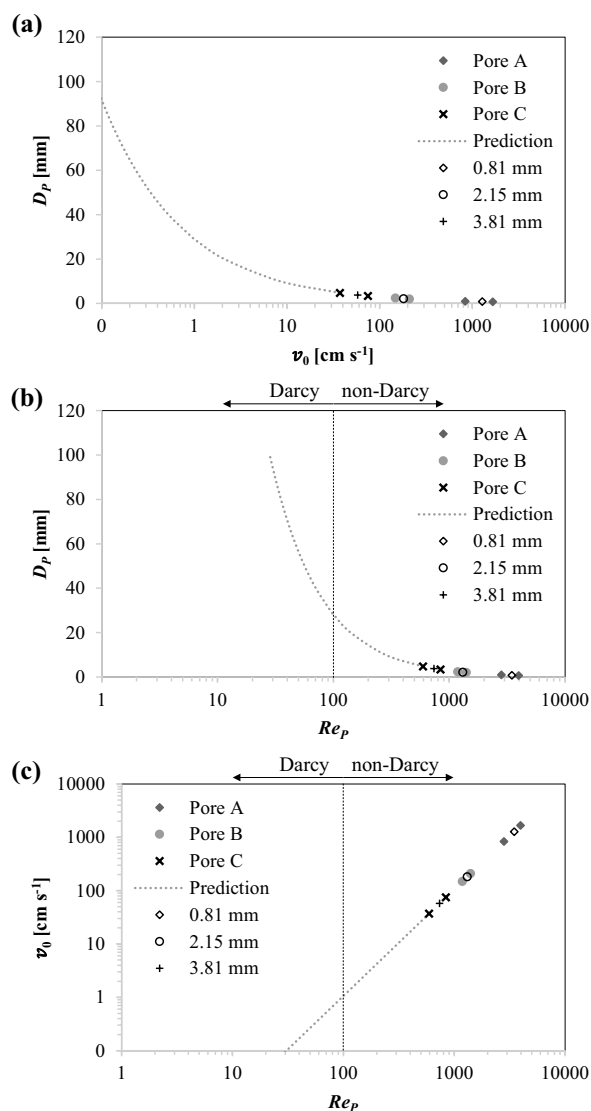 (a)
120
100
80
60
40
20
0
D_P [mm]
Pore A
Pore B
Pore C
Prediction
0.81 mm
2.15 mm
3.81 mm
0 1 10 100 1000 10000
v₀ [cm s⁻¹]
(b)
Darcy non-Darcy
120
100
80
60
40
20
0
D_P [mm]
Pore A
Pore B
Pore C
Prediction
0.81 mm
2.15 mm
3.81 mm
1 10 100 1000 10000
Re_P
(c)
Darcy non-Darcy
10000
1000
100
10
1
0
v₀ [cm s⁻¹]
Pore A
Pore B
Pore C
Prediction
0.81 mm
2.15 mm
3.81 mm
1 10 100 1000 10000
Re_P